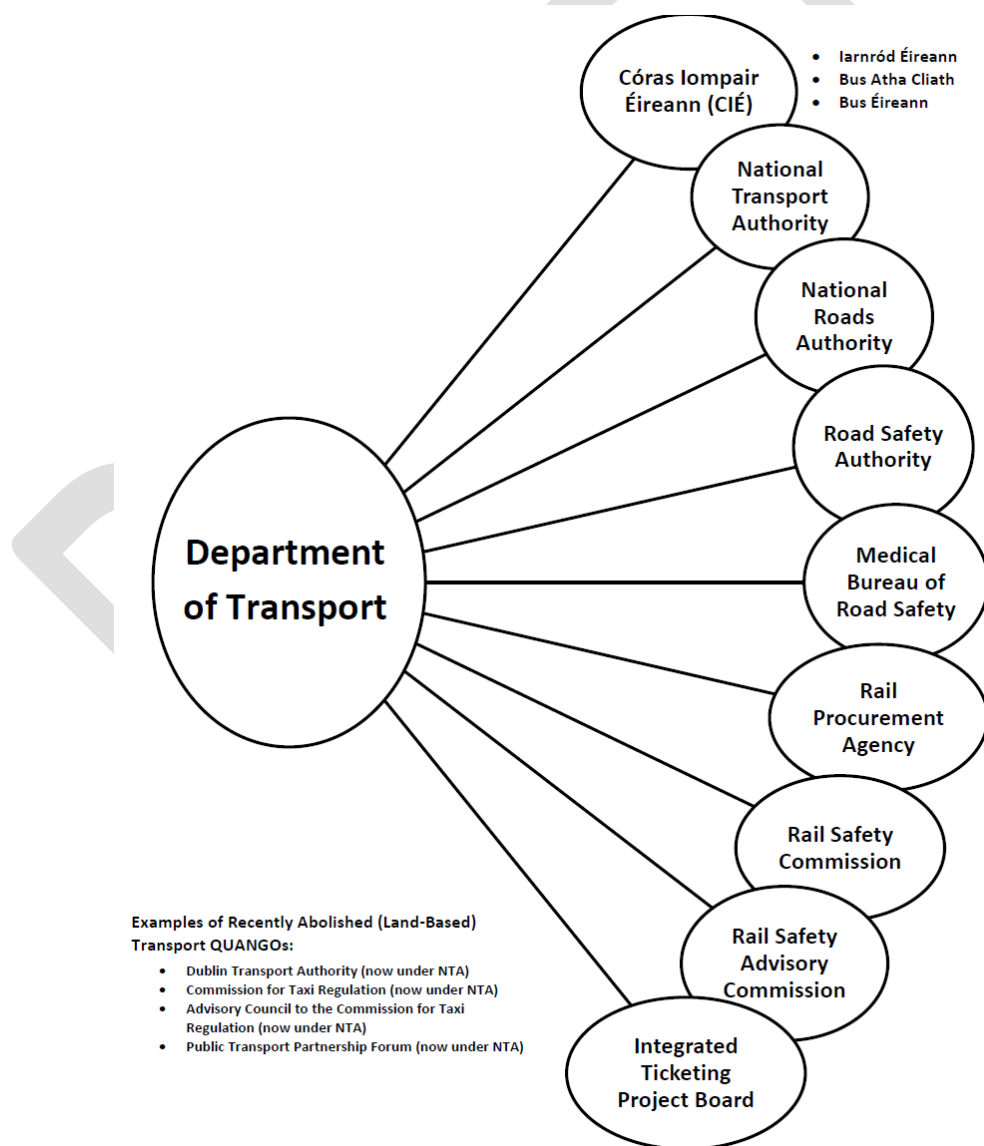 Córas Iompair
Éireann (CIÉ)
• Iarnród Éireann
• Bus Atha Cliath
• Bus Éireann
National
Transport
Authority
National
Roads
Authority
Road Safety
Authority
Department
of Transport
Medical
Bureau of
Road Safety
Rail
Procurement
Agency
Rail Safety
Commission
Rail Safety
Advisory
Commission
Integrated
Ticketing
Project Board
Examples of Recently Abolished (Land-Based)
Transport QUANGOs:
• Dublin Transport Authority (now under NTA)
• Commission for Taxi Regulation (now under NTA)
• Advisory Council to the Commission for Taxi
Regulation (now under NTA)
• Public Transport Partnership Forum (now under NTA)